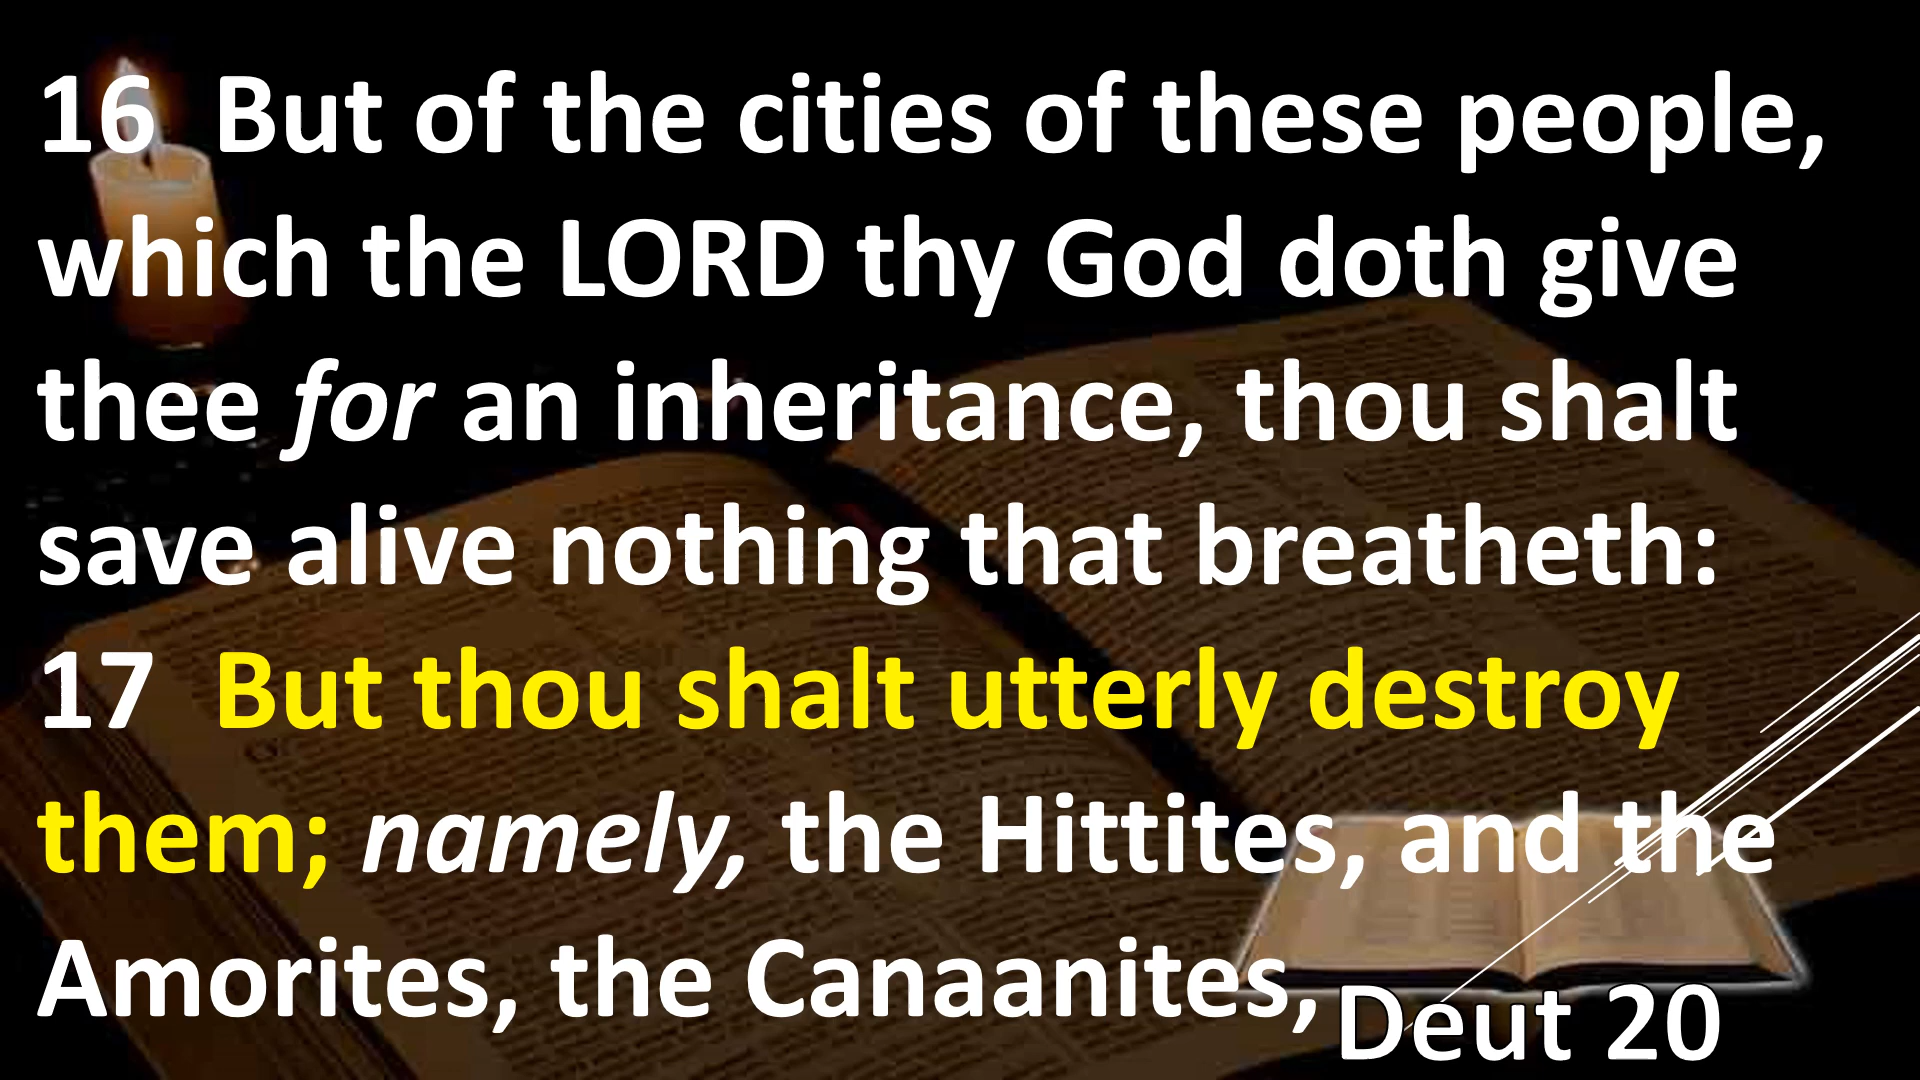 16  But of the cities of these people,
which the LORD thy God doth give
thee for an inheritance, thou shalt
save alive nothing that breatheth:
17  But thou shalt utterly destroy
them; namely, the Hittites, and the
Amorites, the Canaanites,
Deut 20